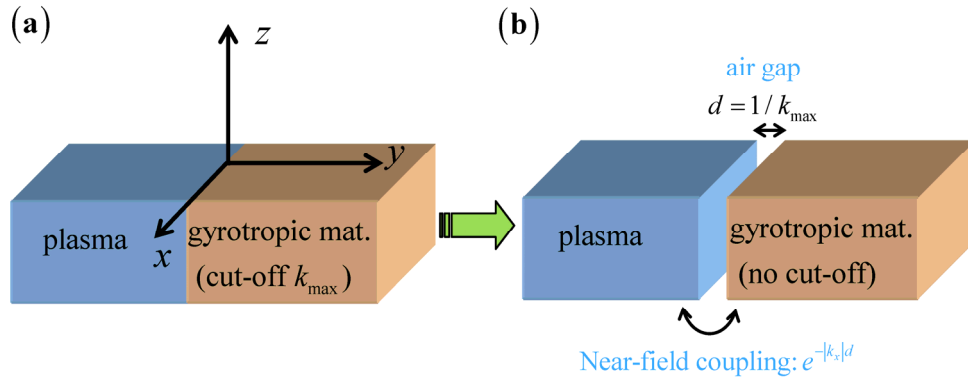 (a)
z
y
x
plasma
gyrotropic mat.
(cut-off k_max)
(b)
air gap
d = 1 / k_max
plasma
gyrotropic mat.
(no cut-off)
Near-field coupling: e^{-|k_x|d}